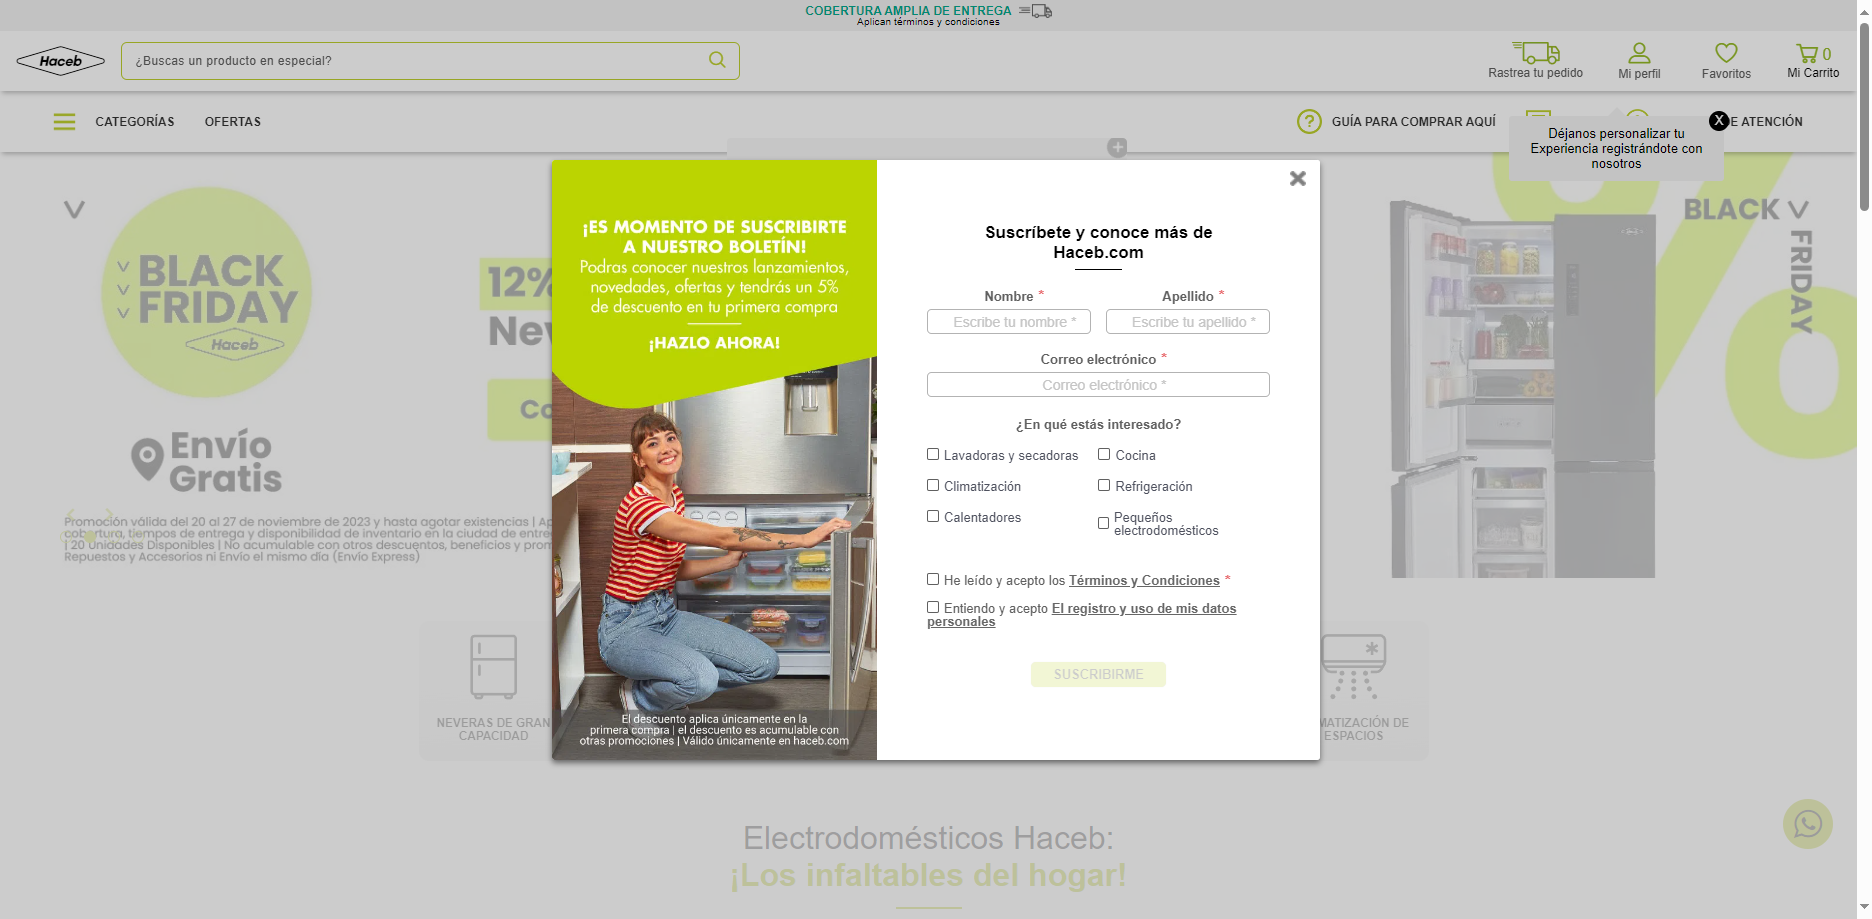 COBERTURA AMPLIA DE ENTREGA
Aplican términos y condiciones
Haceb
¿Buscas un producto en especial?
Rastrea tu pedido
Mi perfil
Favoritos
0
Mi Carrito
CATEGORÍAS
OFERTAS
? GUÍA PARA COMPRAR AQUÍ
X
E ATENCIÓN
Déjanos personalizar tu
Experiencia registrándote con
nosotros
BLACK
FRIDAY
Haceb
Envío
Gratis
12%
Nev
Co
Promoción válida del 20 al 27 de noviembre de 2023 y hasta agotar existencias | Ap
cobertura, tiempos de entrega y disponibilidad de inventario en la ciudad de entre
| 20 Unidades Disponibles | No acumulable con otros descuentos, beneficios y pron
Repuestos y Accesorios ni Envío el mismo día (Envío Express)
BLACK
FRIDAY
%
¡ES MOMENTO DE SUSCRIBIRTE
A NUESTRO BOLETÍN!
Podras conocer nuestros lanzamientos,
novedades, ofertas y tendrás un 5%
de descuento en tu primera compra
¡HAZLO AHORA!
El descuento aplica únicamente en la
primera compra | el descuento es acumulable con
otras promociones | Válido únicamente en haceb.com
Suscríbete y conoce más de
Haceb.com
Nombre *
Apellido *
Escribe tu nombre *
Escribe tu apellido *
Correo electrónico *
Correo electrónico *
¿En qué estás interesado?
Lavadoras y secadoras
Cocina
Climatización
Refrigeración
Calentadores
Pequeños
electrodomésticos
He leído y acepto los Términos y Condiciones *
Entiendo y acepto El registro y uso de mis datos
personales
SUSCRIBIRME
NEVERAS DE GRAN
CAPACIDAD
MATIZACIÓN DE
ESPACIOS
Electrodomésticos Haceb:
¡Los infaltables del hogar!